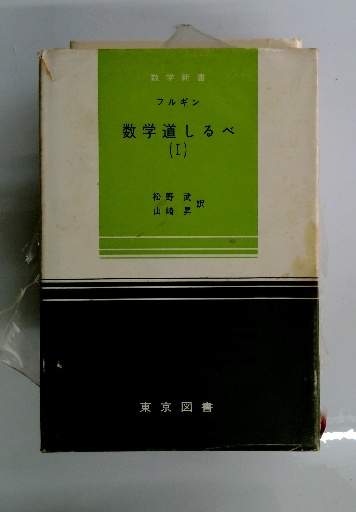 数学新書
フルギン
数学道しるべ
(I)
松野 武
山崎 昇
訳
東京図書